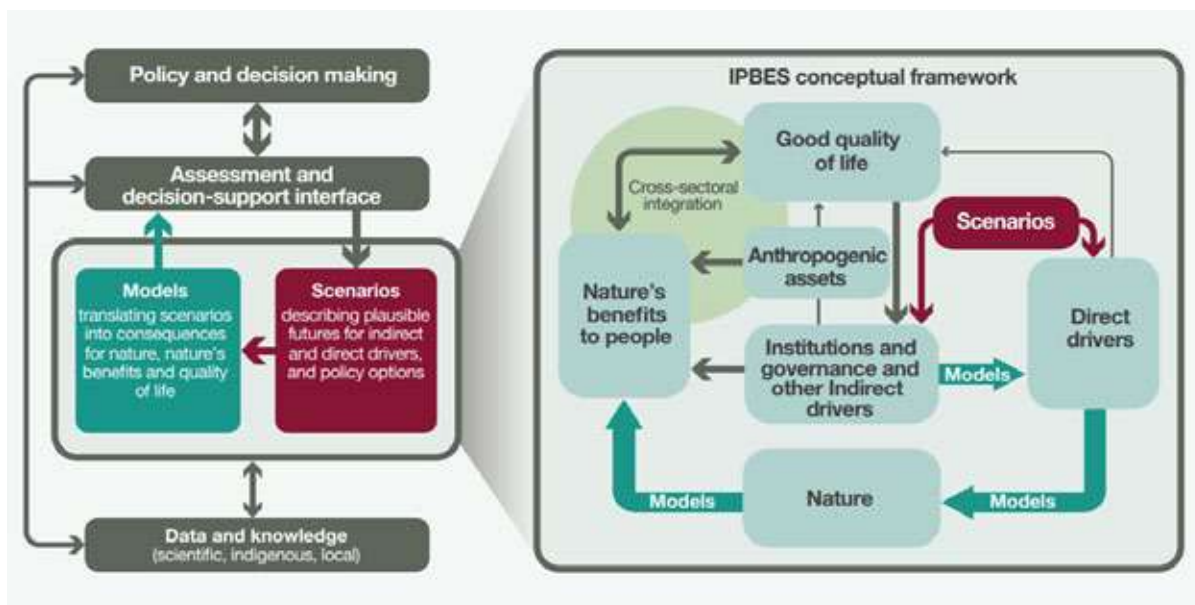 Policy and decision making
Assessment and
decision-support interface
Models
translating scenarios
into consequences
for nature, nature's
benefits and quality
of life
Scenarios
describing plausible
futures for indirect
and direct drivers,
and policy options
Data and knowledge
(scientific, indigenous, local)
IPBES conceptual framework
Good quality
of life
Cross-sectoral
integration
Scenarios
Anthropogenic
assets
Nature's
benefits
to people
Direct
drivers
Institutions and
governance and
other Indirect
drivers
Models
Nature
Models
Models